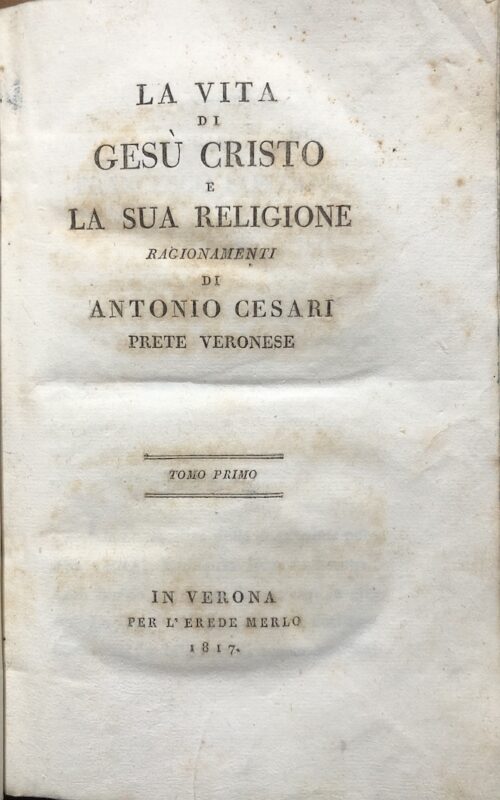 LA VITA
DI
GESÙ CRISTO
E
LA SUA RELIGIONE
RAGIONAMENTI
DI
ANTONIO CESARI
PRETE VERONESE
TOMO PRIMO
IN VERONA
PER L'EREDE MERLO
1817.